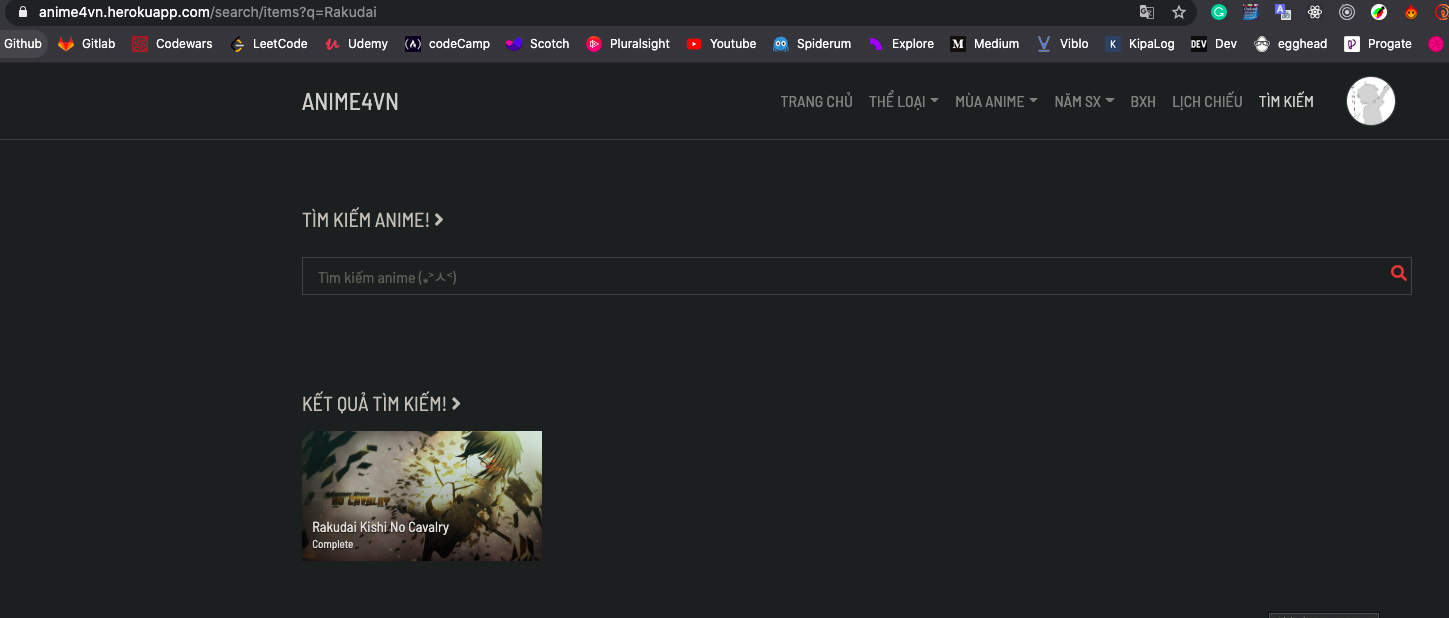 anime4vn.herokuapp.com/search/items?q=Rakudai
Github Gitlab Codewars LeetCode Udemy codeCamp Scotch Pluralsight Youtube Spiderum Explore Medium Viblo KipaLog Dev egghead Progate
ANIME4VN TRANG CHỦ THỂ LOẠI MÙA ANIME NĂM SX BXH LỊCH CHIẾU TÌM KIẾM
TÌM KIẾM ANIME!
Tìm kiếm anime (⁎˃ᆺ˂)
KẾT QUẢ TÌM KIẾM!
NO CAVALRY
Rakudai Kishi No Cavalry
Complete